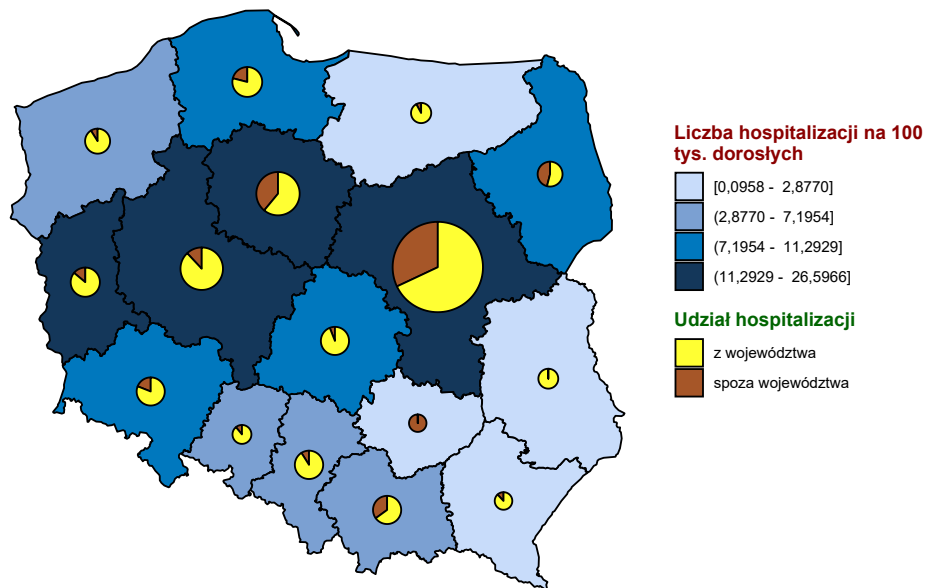 Liczba hospitalizacji na 100
tys. dorosłych
[0,0958 - 2,8770]
(2,8770 - 7,1954]
(7,1954 - 11,2929]
(11,2929 - 26,5966]
Udział hospitalizacji
z województwa
spoza województwa